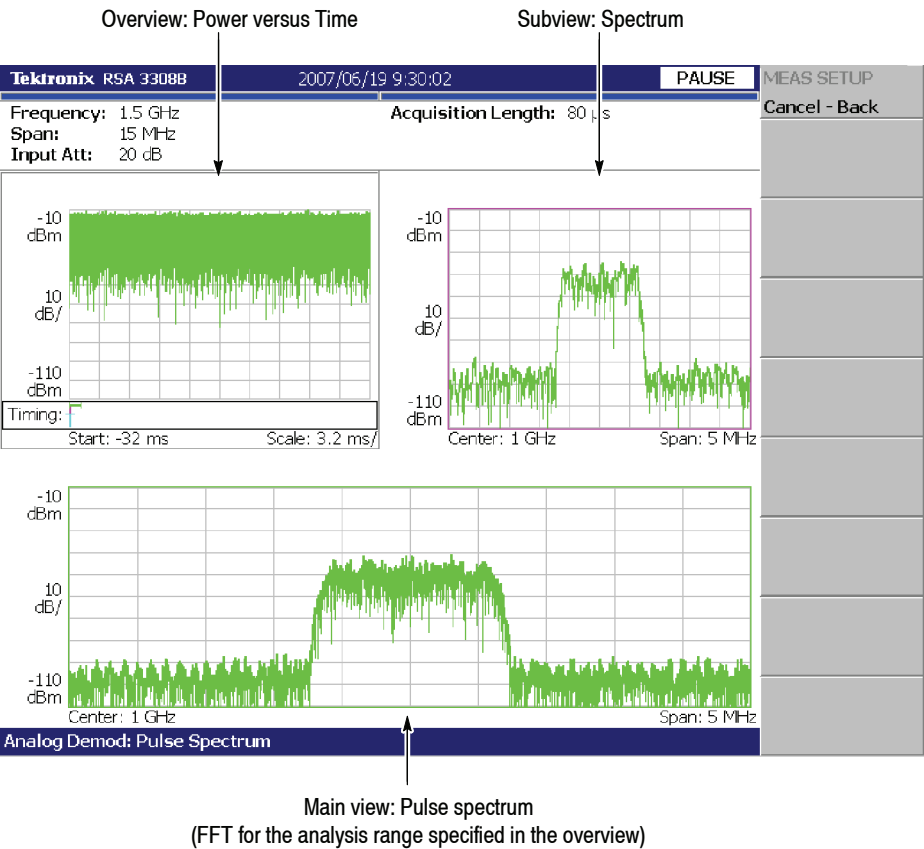 Overview: Power versus Time
Subview: Spectrum
Tektronix RSA 3308B
2007/06/19 9:30:02
PAUSE
MEAS SETUP
Cancel - Back
Frequency: 1.5 GHz
Acquisition Length: 80 µs
Span: 15 MHz
Input Att: 20 dB
-10
dBm
10
dB/
-110
dBm
Timing:
Start: -32 ms
Scale: 3.2 ms/
-10
dBm
10
dB/
-110
dBm
Center: 1 GHz
Span: 5 MHz
-10
dBm
10
dB/
-110
dBm
Center: 1 GHz
Span: 5 MHz
Analog Demod: Pulse Spectrum
Main view: Pulse spectrum
(FFT for the analysis range specified in the overview)